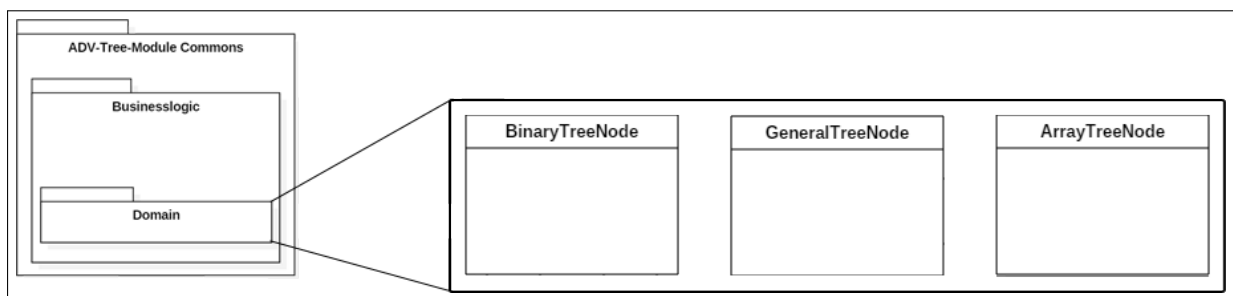 ADV-Tree-Module Commons
Businesslogic
Domain
BinaryTreeNode
GeneralTreeNode
ArrayTreeNode